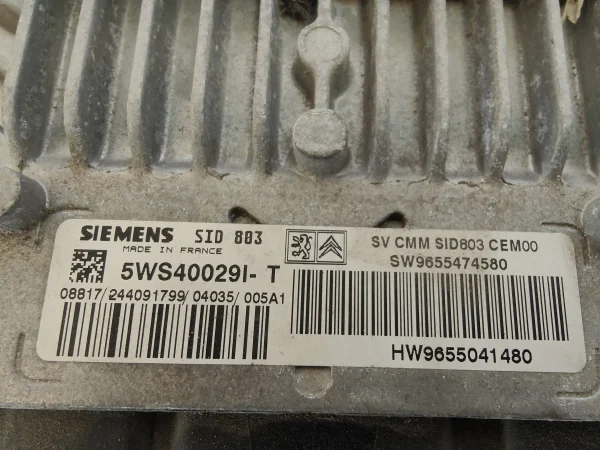 SIEMENS SID 803
MADE IN FRANCE
5WS40029I- T
08817/244091799/04035/005A1
SV CMM SID803 CEM00
SW9655474580
HW9655041480